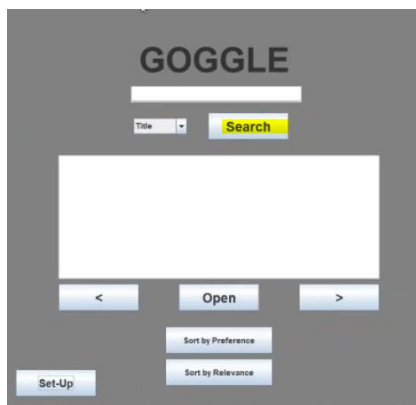 GOGGLE
Title Search
< Open >
Sort by Preference
Sort by Relevance
Set-Up